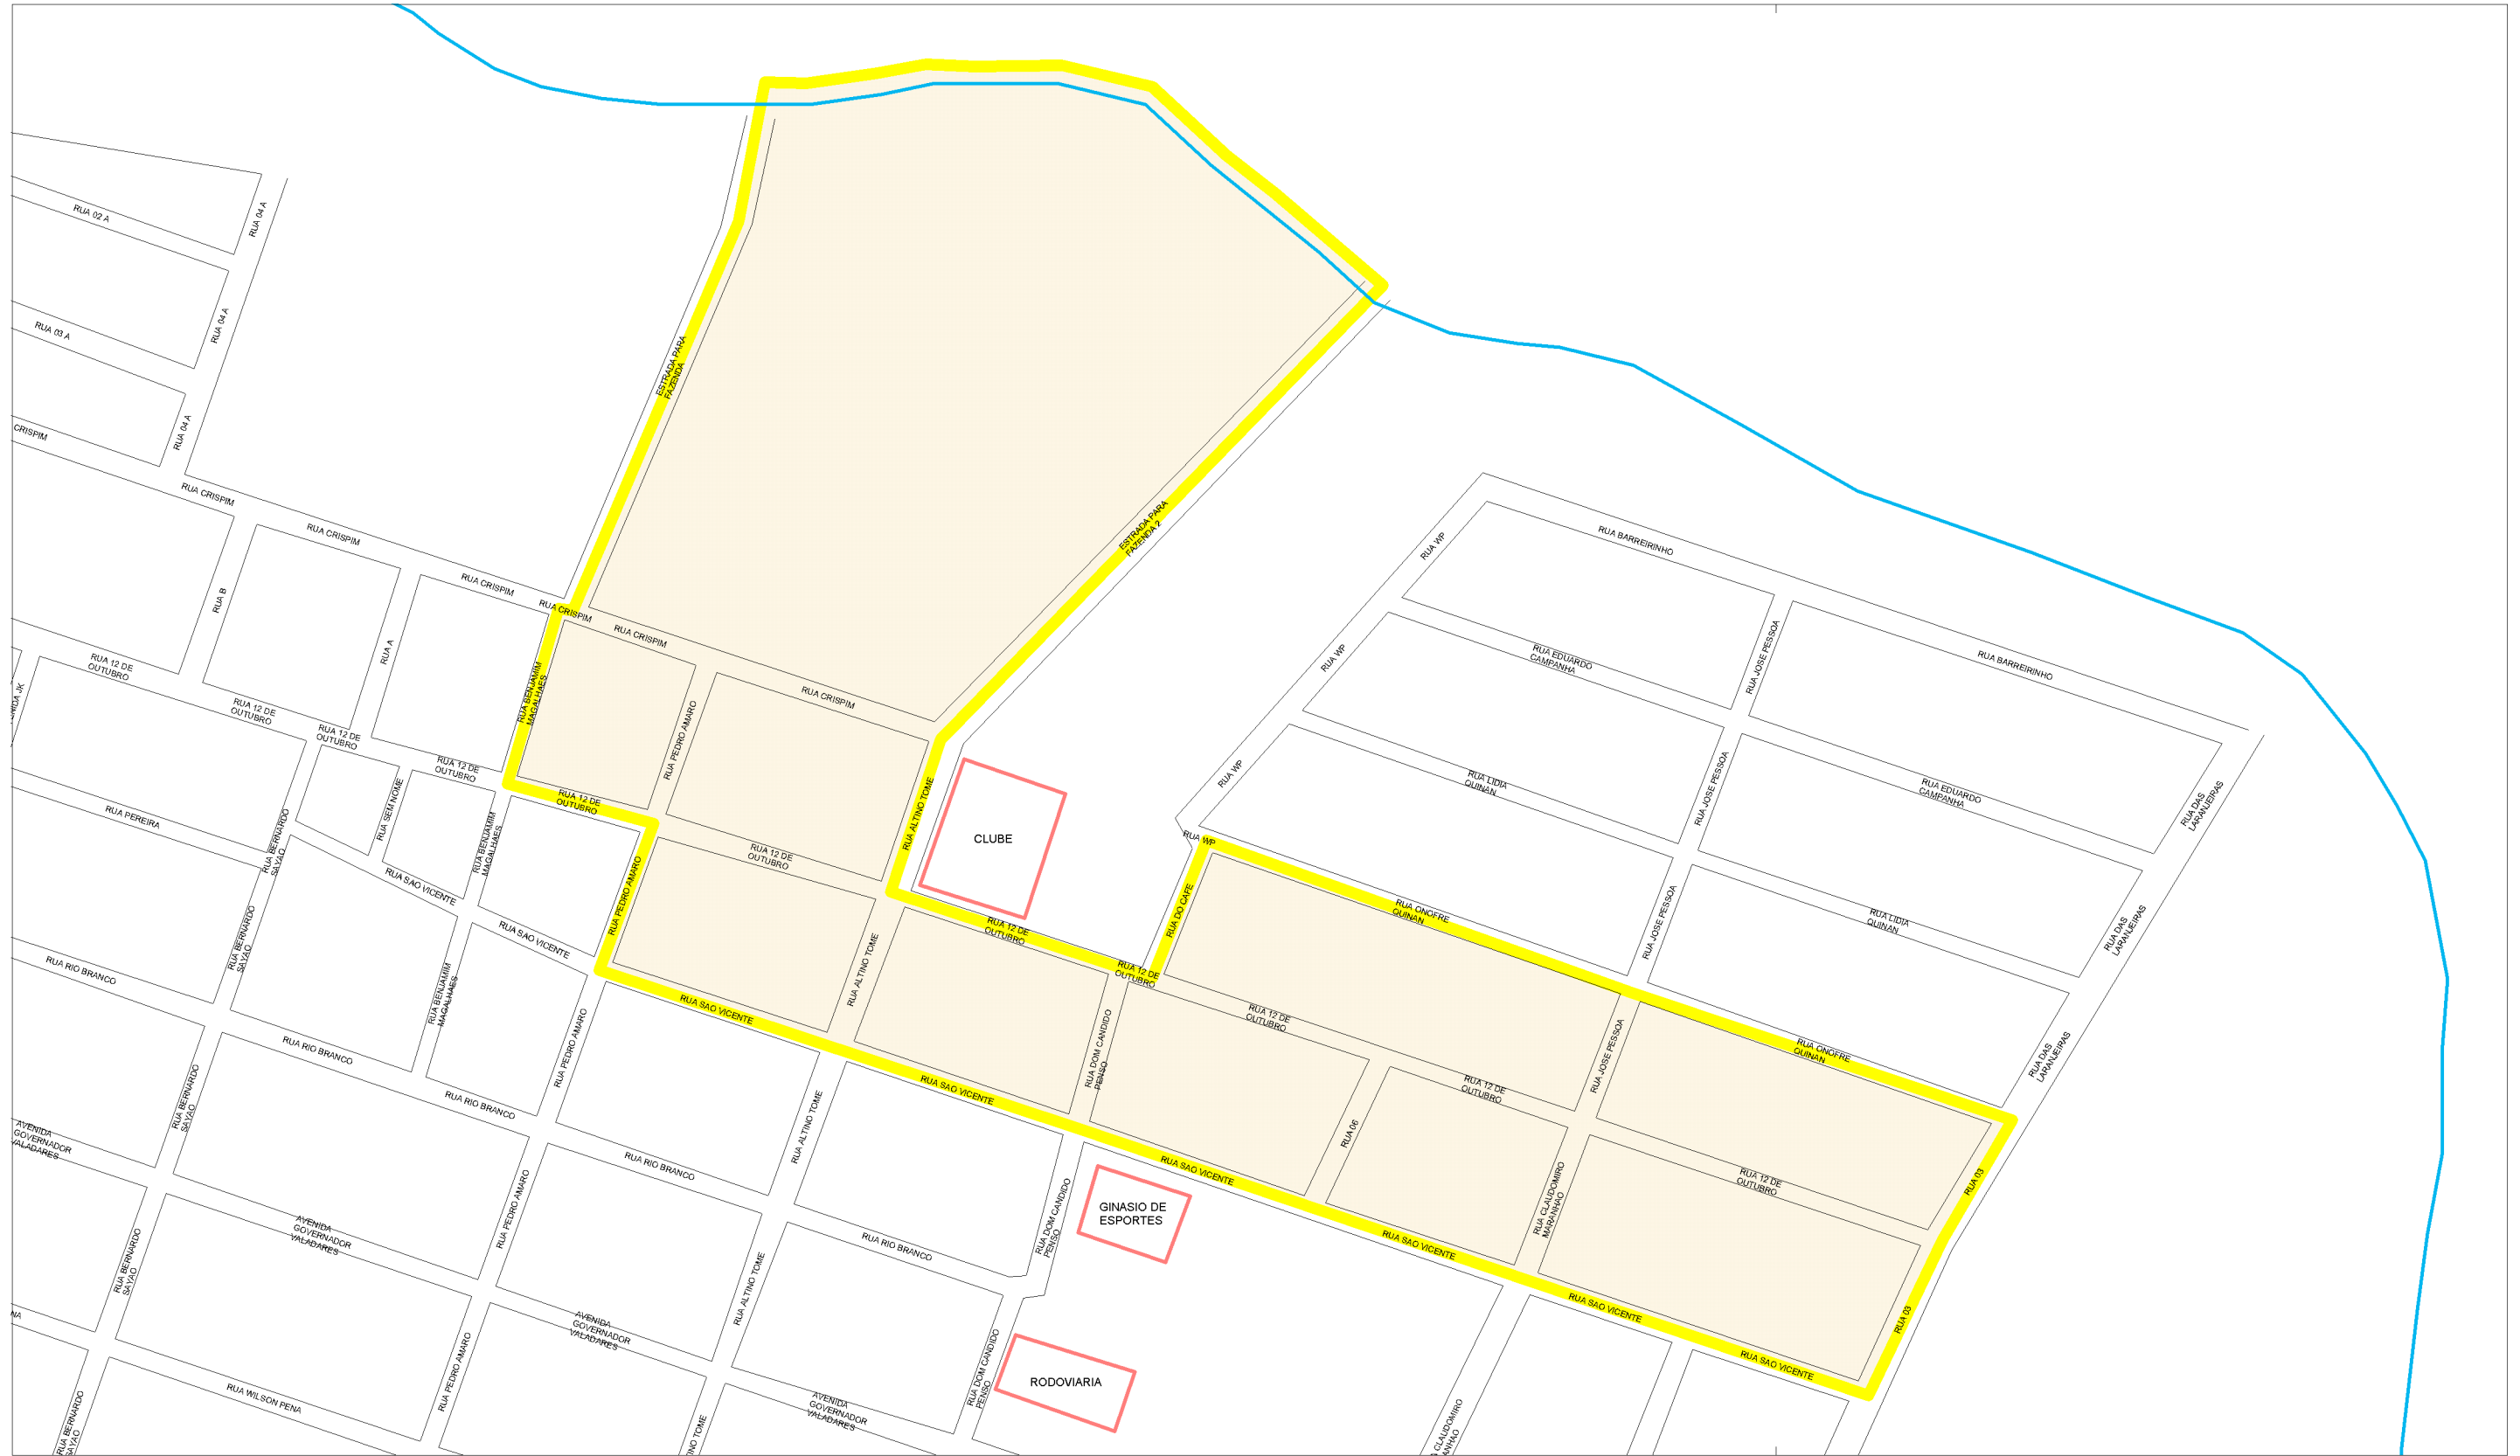 RUA 02 A
RUA 04 A
RUA 03 A
RUA 04 A
CRISPIM
RUA 04 A
RUA CRISPIM
RUA CRISPIM
RUA CRISPIM
RUA CRISPIM
RUA CRISPIM
RUA CRISPIM
ESTRADA PARA
FAZENDA
ESTRADA PARA
FAZENDA 2
RUA B
RUA A
RUA BENJAMIM
MAGALHAES
RUA PEDRO AMARO
RUA ALTINO TOME
RUA 12 DE
OUTUBRO
RUA 12 DE
OUTUBRO
RUA 12 DE
OUTUBRO
RUA 12 DE
OUTUBRO
RUA 12 DE
OUTUBRO
RUA 12 DE
OUTUBRO
RUA 12 DE
OUTUBRO
RUA 12 DE
OUTUBRO
RUA 12 DE
OUTUBRO
RUA 12 DE
OUTUBRO
RUA 12 DE
OUTUBRO
CLUBE
RUA WP
RUA WP
RUA WP
RUA WP
RUA BARREIRINHO
RUA BARREIRINHO
RUA EDUARDO
CAMPANHA
RUA EDUARDO
CAMPANHA
RUA JOSE PESSOA
RUA JOSE PESSOA
RUA JOSE PESSOA
RUA JOSE PESSOA
RUA LIDIA
QUINAN
RUA LIDIA
QUINAN
RUA DAS
LARANJEIRAS
RUA DAS
LARANJEIRAS
RUA DAS
LARANJEIRAS
RUA ONOFRE
QUINAN
RUA ONOFRE
QUINAN
RUA DO CAFE
RUA 03
RUA 03
RUA PEREIRA
RUA SEM NOME
RUA BERNARDO
SAYAO
RUA BENJAMIM
MAGALHAES
RUA SAO VICENTE
RUA SAO VICENTE
RUA PEDRO AMARO
RUA SAO VICENTE
RUA SAO VICENTE
RUA SAO VICENTE
RUA SAO VICENTE
RUA SAO VICENTE
RUA SAO VICENTE
RUA ALTINO TOME
RUA DOM CANDIDO
PENSO
RUA 06
RUA CLAUDOMIRO
MARANHAO
RUA BERNARDO
SAYAO
RUA BENJAMIM
MAGALHAES
RUA RIO BRANCO
RUA RIO BRANCO
RUA RIO BRANCO
RUA RIO BRANCO
RUA RIO BRANCO
RUA PEDRO AMARO
RUA ALTINO TOME
RUA BERNARDO
SAYAO
AVENIDA
GOVERNADOR
VALADARES
AVENIDA
GOVERNADOR
VALADARES
AVENIDA
GOVERNADOR
VALADARES
AVENIDA
GOVERNADOR
VALADARES
RUA PEDRO AMARO
RUA DOM CANDIDO
PENSO
GINASIO DE
ESPORTES
RUA BERNARDO
SAYAO
RUA ALTINO TOME
RUA PEDRO AMARO
RUA DOM CANDIDO
PENSO
RODOVIARIA
RUA WILSON PENA
RUA BERNARDO
SAYAO